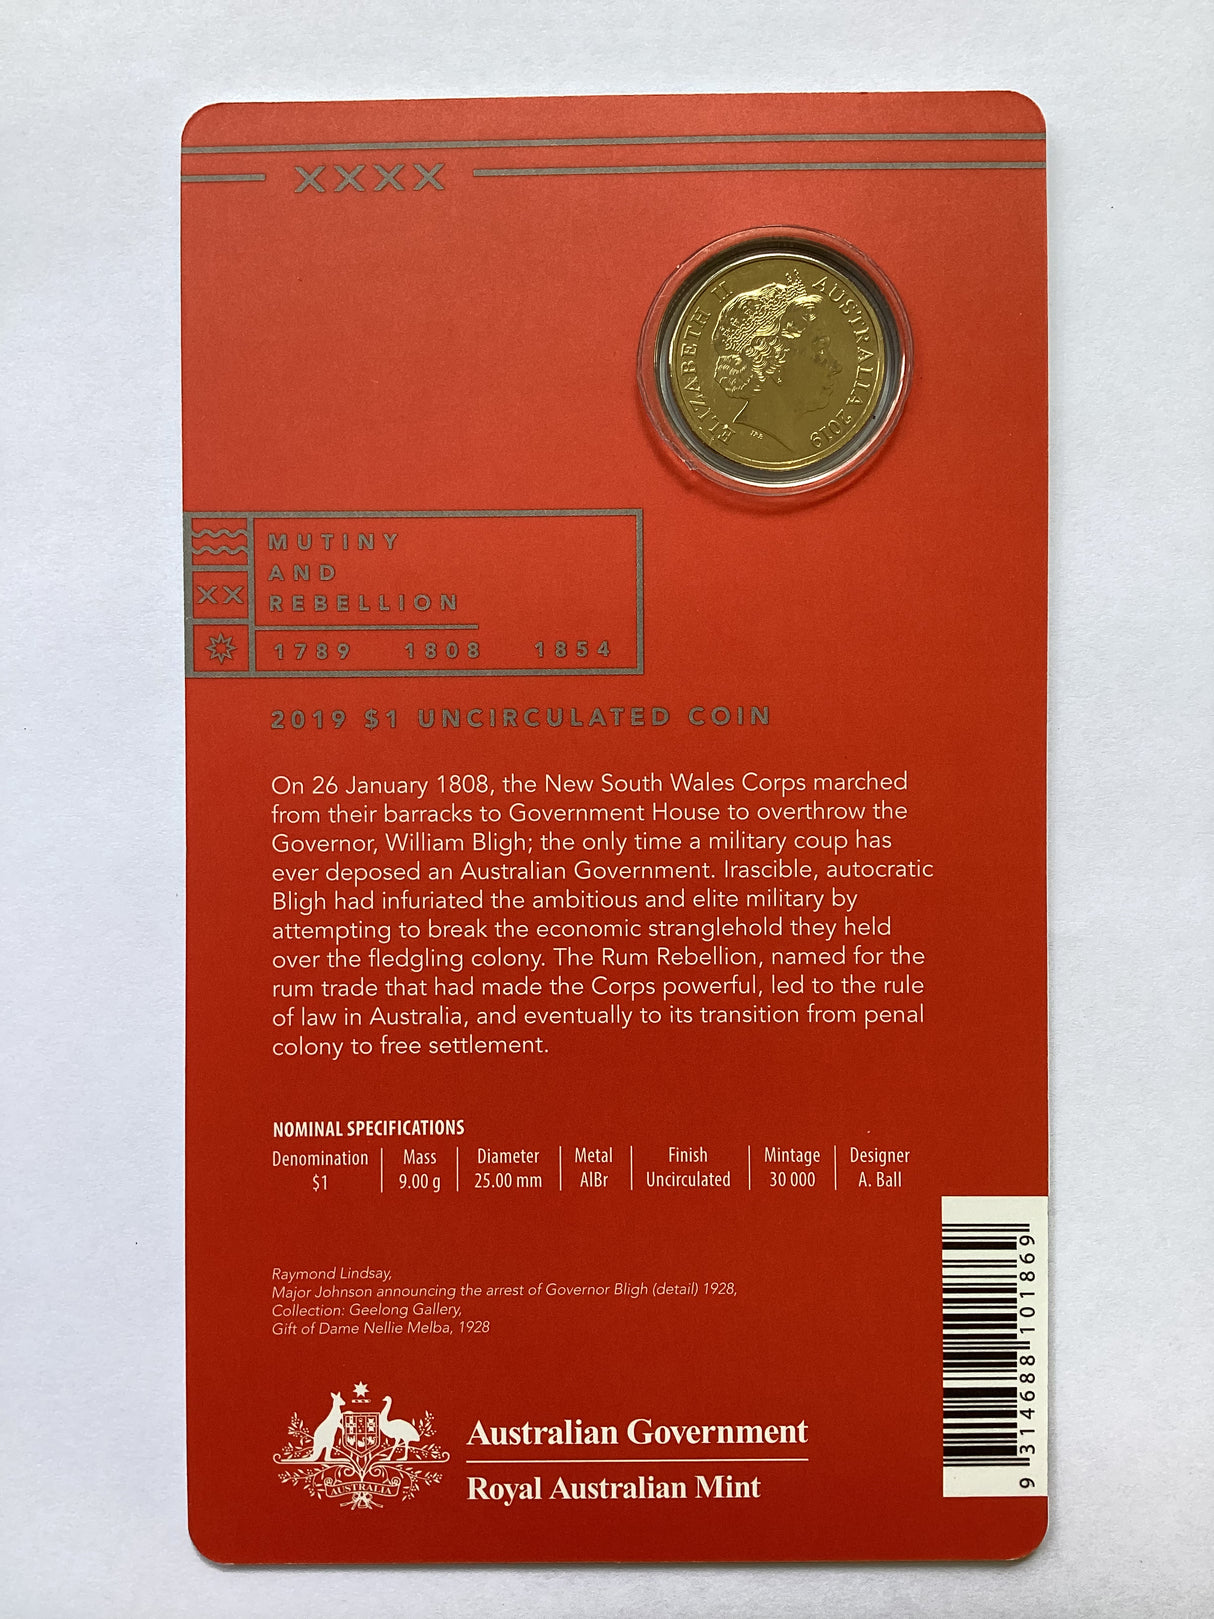 XXXX
ELIZABETH II AUSTRALIA 2019
IRB
MUTINY
AND
REBELLION
XX
1789 1808 1854
2019 $1 UNCIRCULATED COIN
On 26 January 1808, the New South Wales Corps marched
from their barracks to Government House to overthrow the
Governor, William Bligh; the only time a military coup has
ever deposed an Australian Government. Irascible, autocratic
Bligh had infuriated the ambitious and elite military by
attempting to break the economic stranglehold they held
over the fledgling colony. The Rum Rebellion, named for the
rum trade that had made the Corps powerful, led to the rule
of law in Australia, and eventually to its transition from penal
colony to free settlement.
NOMINAL SPECIFICATIONS
Denomination Mass Diameter Metal Finish Mintage Designer
$1 9.00 g 25.00 mm AlBr Uncirculated 30 000 A. Ball
Raymond Lindsay,
Major Johnson announcing the arrest of Governor Bligh (detail) 1928,
Collection: Geelong Gallery,
Gift of Dame Nellie Melba, 1928
AUSTRALIA
Australian Government
Royal Australian Mint
9 314688 101869